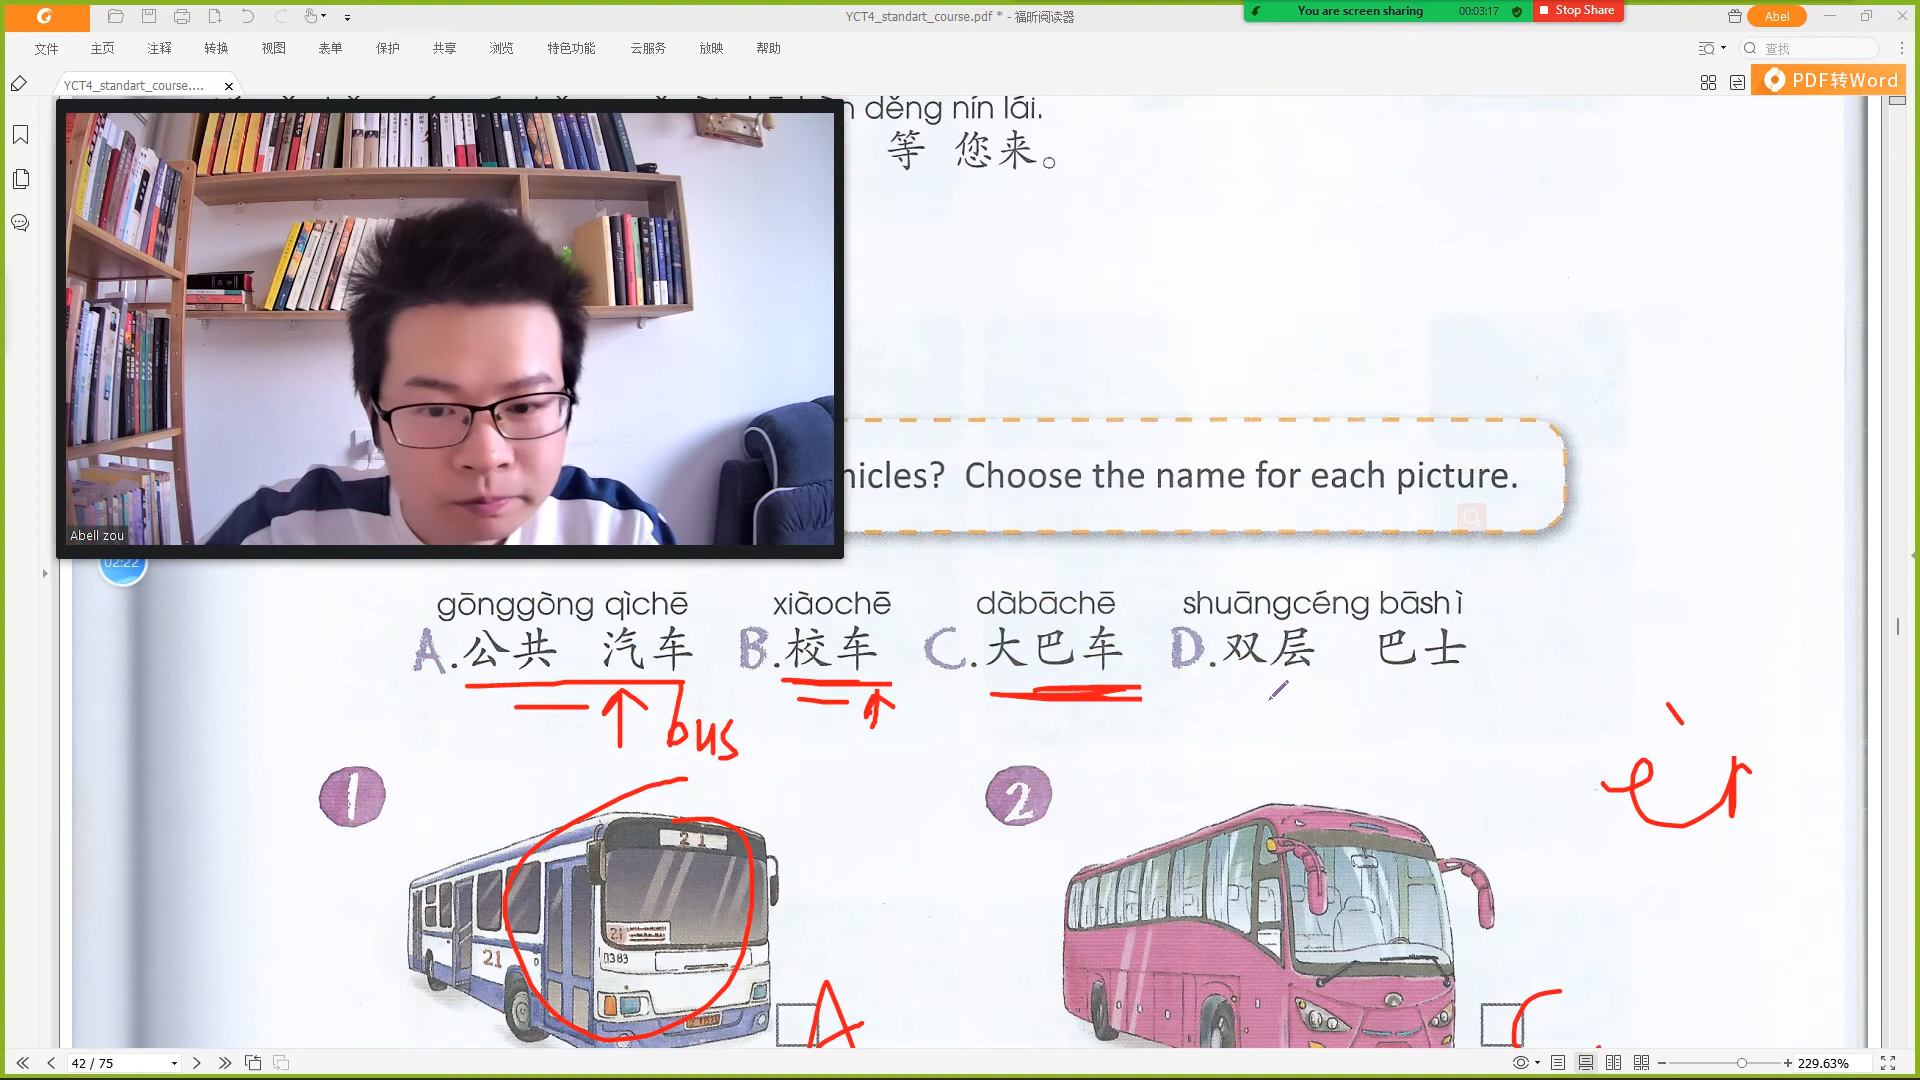 YCT4_standart_course.pdf * - 福昕阅读器
You are screen sharing 00:03:17 Stop Share
Abel
文件 主页 注释 转换 视图 表单 保护 共享 浏览 特色功能 云服务 放映 帮助
查找
YCT4_standart_course....
PDF转Word
děng nín lái.
等 您来。
Choose the name for each picture.
Abell zou
02:22
gōnggòng qìchē xiàochē dàbāchē shuāngcéng bāshì
A.公共 汽车 B.校车 C.大巴车 D.双层 巴士
bus
èr
1 2
21
21
21
0383
A
42 / 75
229.63%